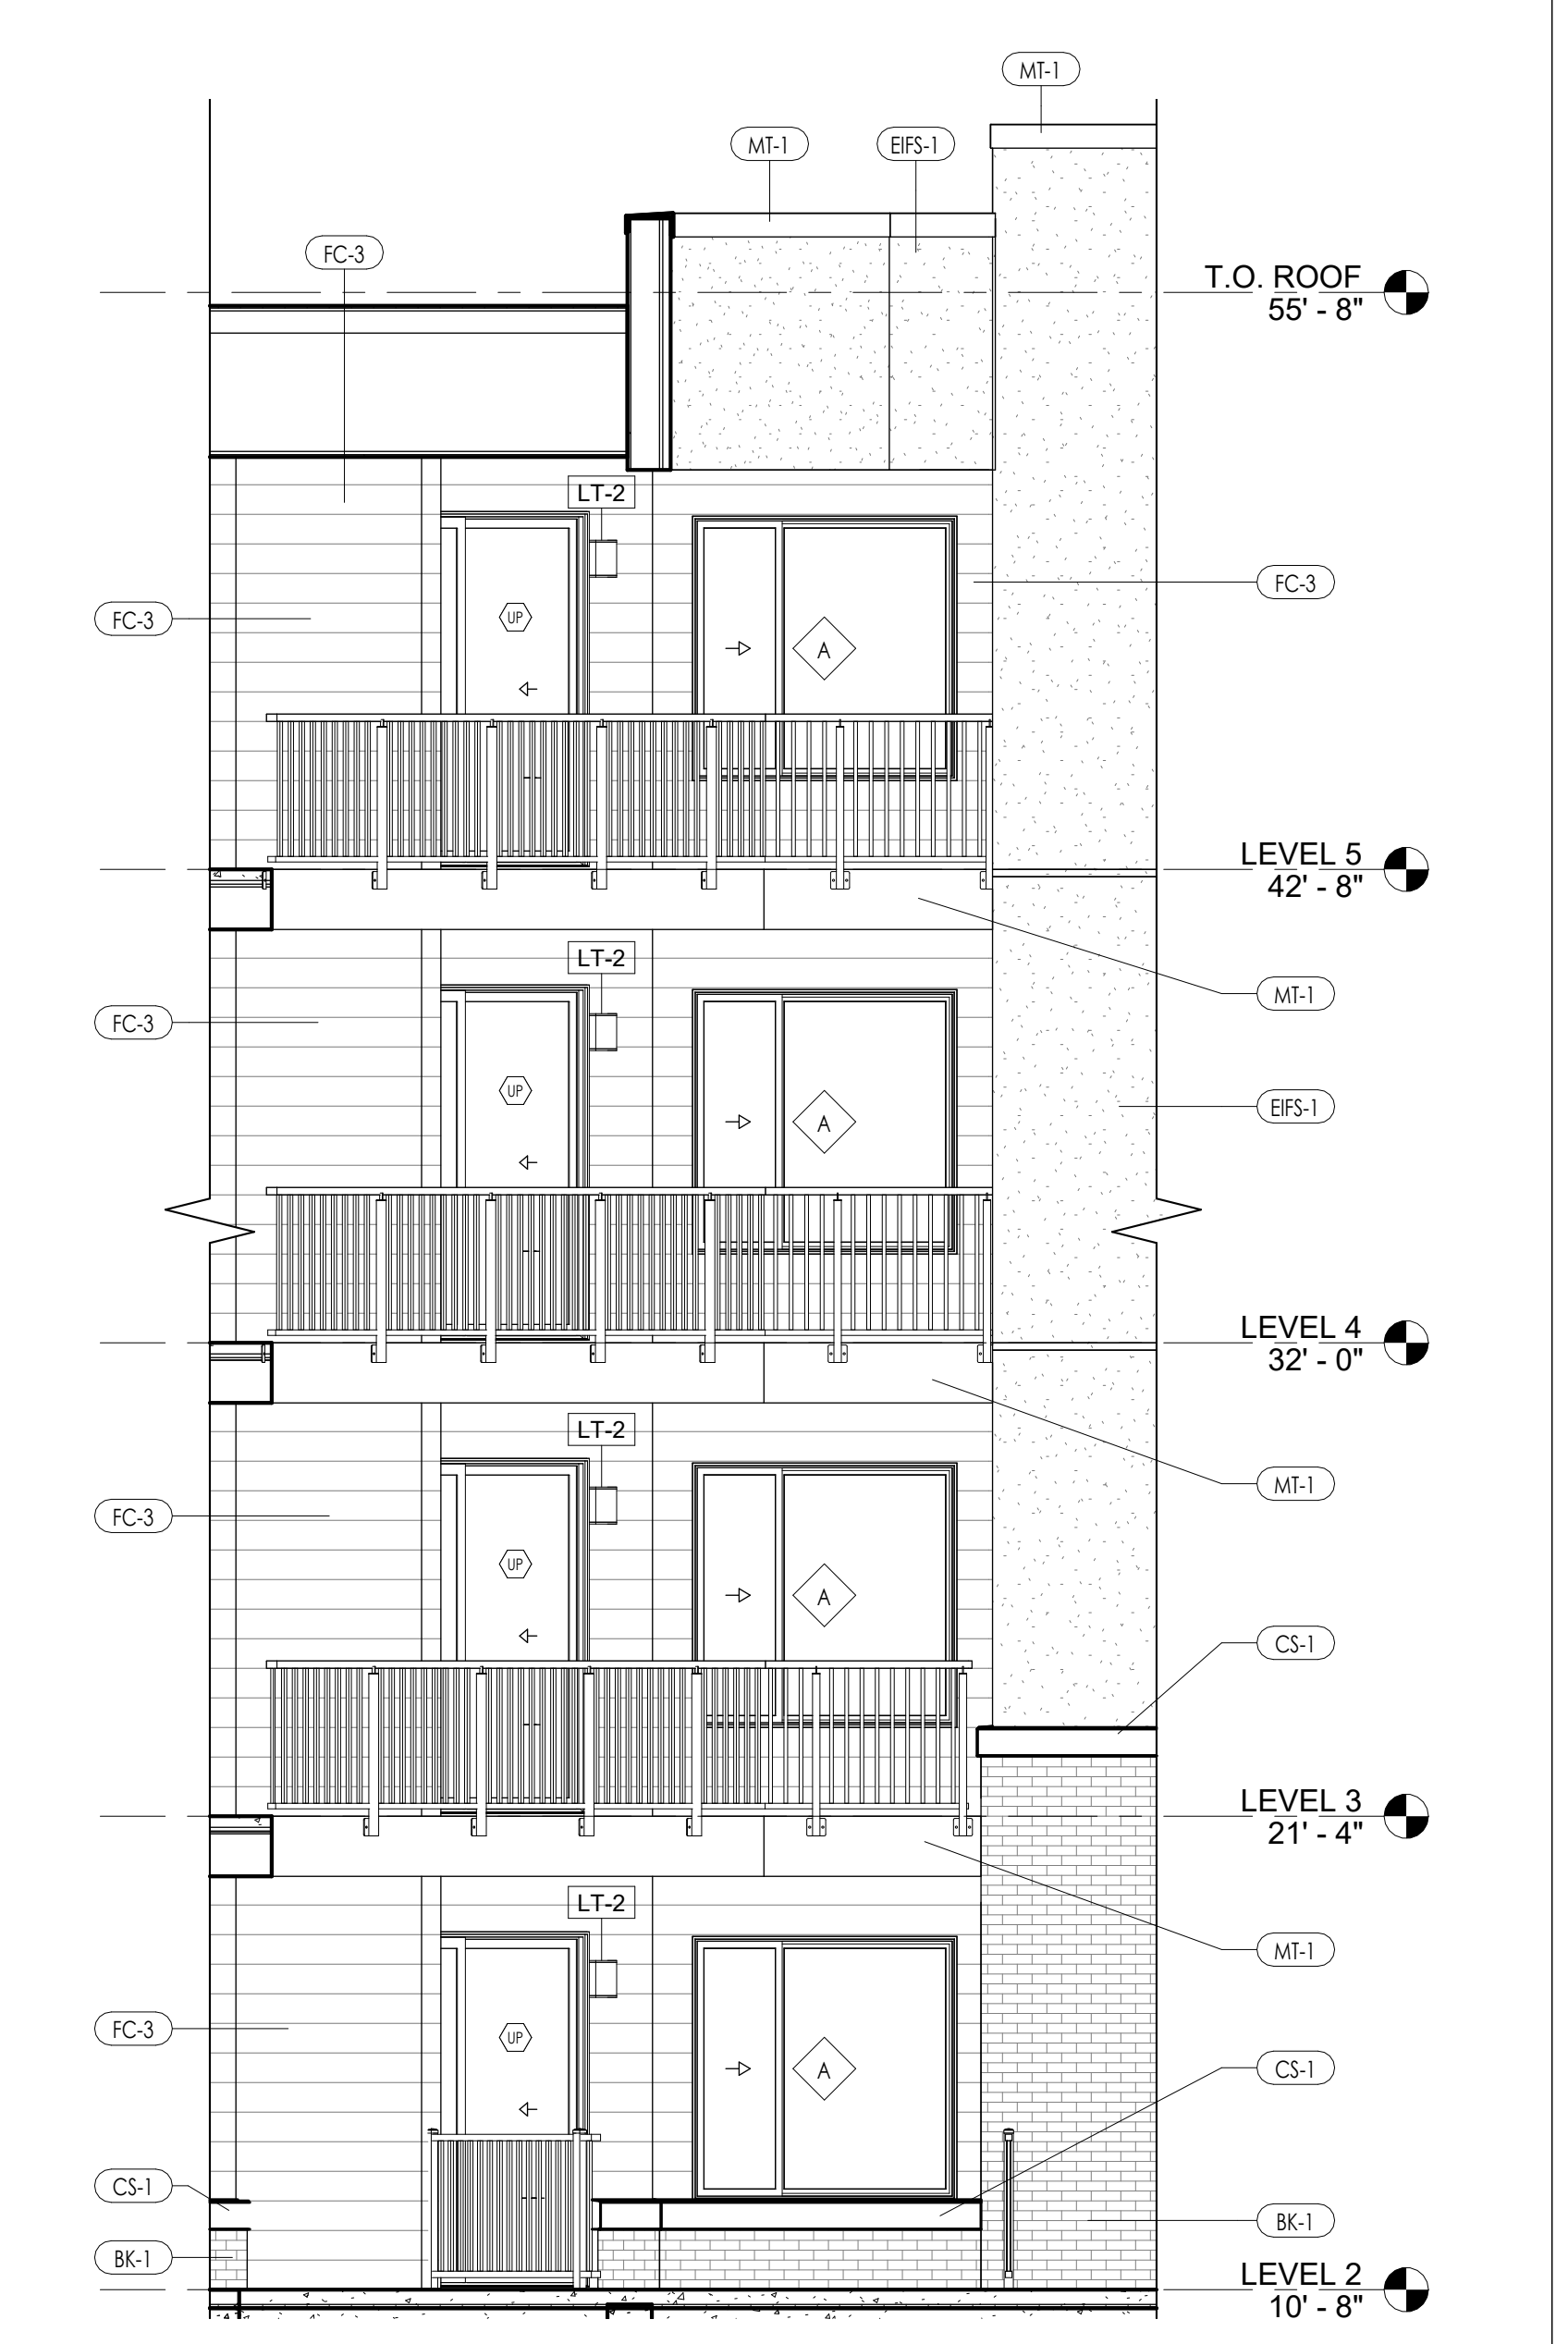 MT-1
MT-1
EIFS-1
FC-3
T.O. ROOF
55' - 8"
LT-2
FC-3
FC-3
UP
A
LEVEL 5
42' - 8"
LT-2
MT-1
FC-3
UP
EIFS-1
A
LEVEL 4
32' - 0"
LT-2
MT-1
FC-3
UP
A
CS-1
LEVEL 3
21' - 4"
LT-2
MT-1
FC-3
UP
CS-1
A
CS-1
BK-1
BK-1
LEVEL 2
10' - 8"